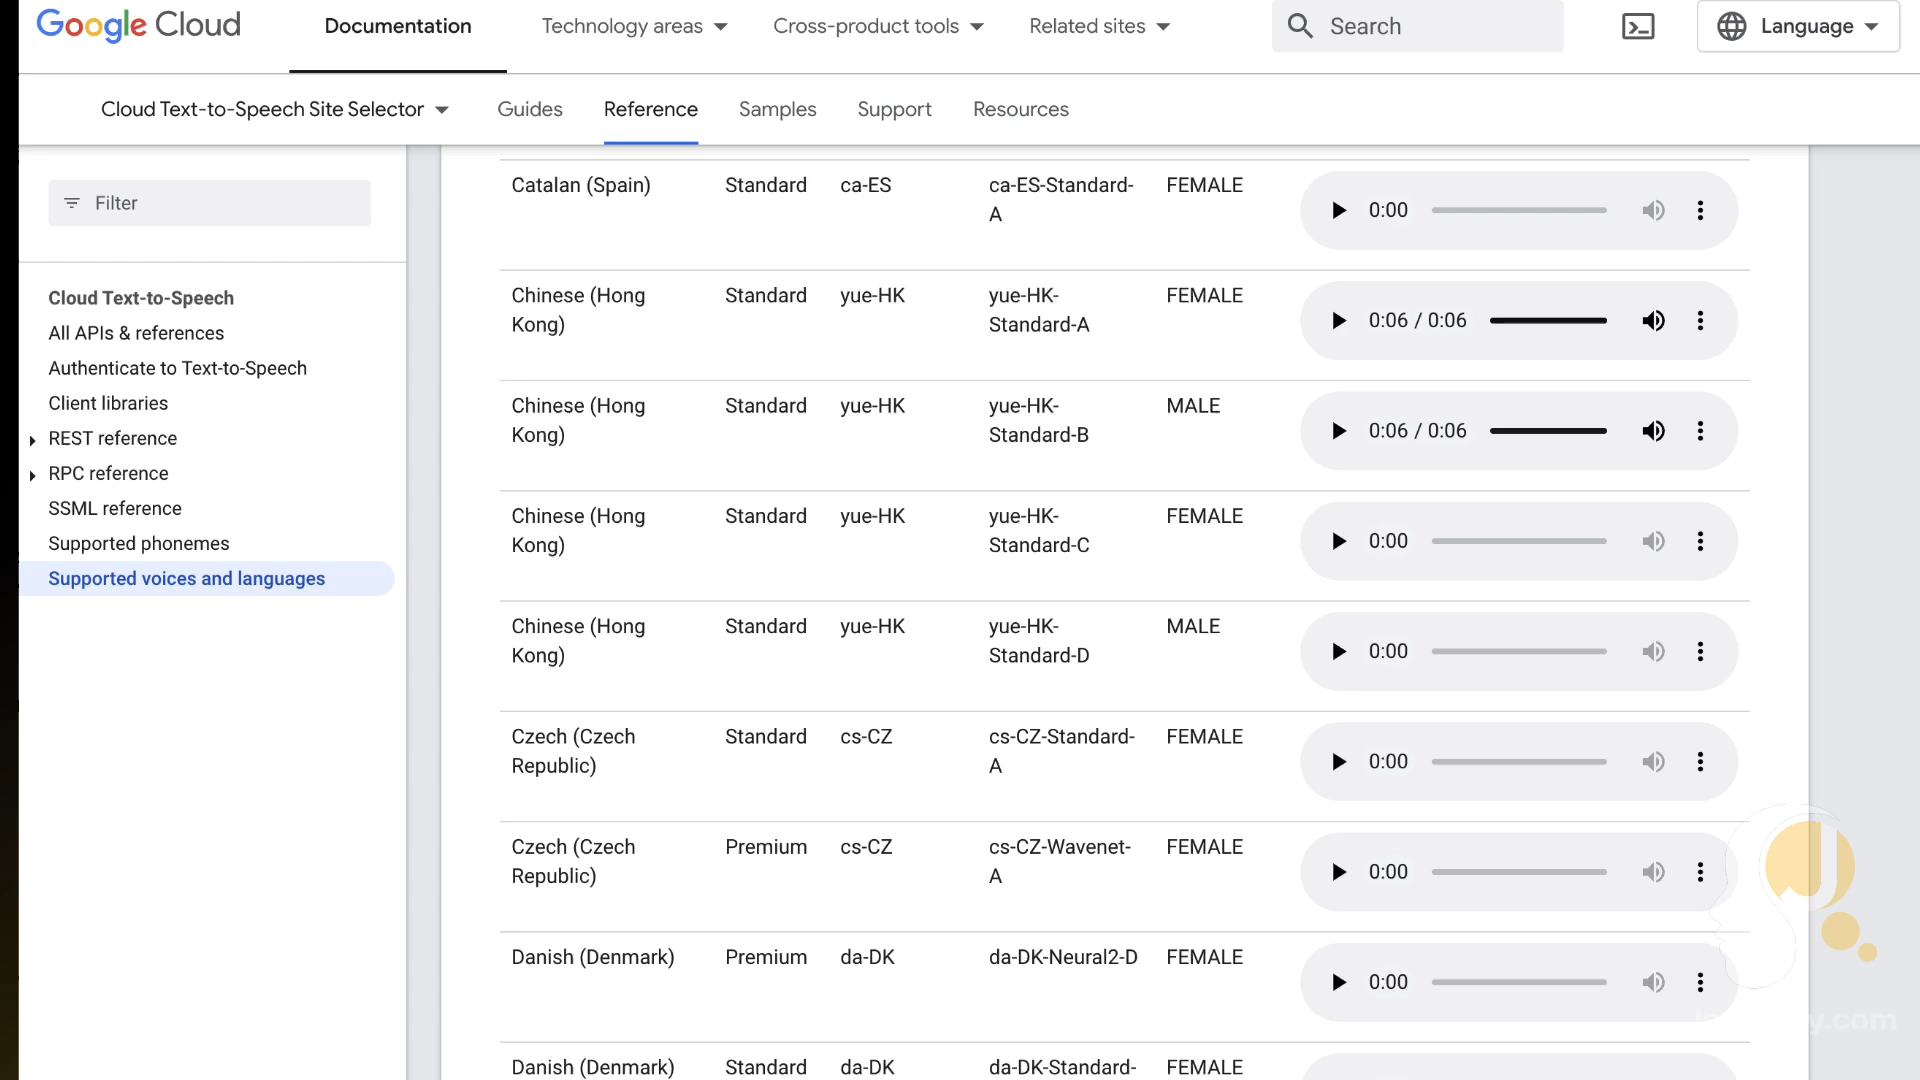 Google Cloud
Documentation
Technology areas
Cross-product tools
Related sites
Search
Language
Cloud Text-to-Speech Site Selector
Guides
Reference
Samples
Support
Resources
Filter
Cloud Text-to-Speech
All APIs & references
Authenticate to Text-to-Speech
Client libraries
REST reference
RPC reference
SSML reference
Supported phonemes
Supported voices and languages
Catalan (Spain) Standard ca-ES ca-ES-Standard- FEMALE 0:00
A
Chinese (Hong Standard yue-HK yue-HK- FEMALE 0:06 / 0:06
Kong) Standard-A
Chinese (Hong Standard yue-HK yue-HK- MALE 0:06 / 0:06
Kong) Standard-B
Chinese (Hong Standard yue-HK yue-HK- FEMALE 0:00
Kong) Standard-C
Chinese (Hong Standard yue-HK yue-HK- MALE 0:00
Kong) Standard-D
Czech (Czech Standard cs-CZ cs-CZ-Standard- FEMALE 0:00
Republic) A
Czech (Czech Premium cs-CZ cs-CZ-Wavenet- FEMALE 0:00
Republic) A
Danish (Denmark) Premium da-DK da-DK-Neural2-D FEMALE 0:00
Danish (Denmark) Standard da-DK da-DK-Standard- FEMALE